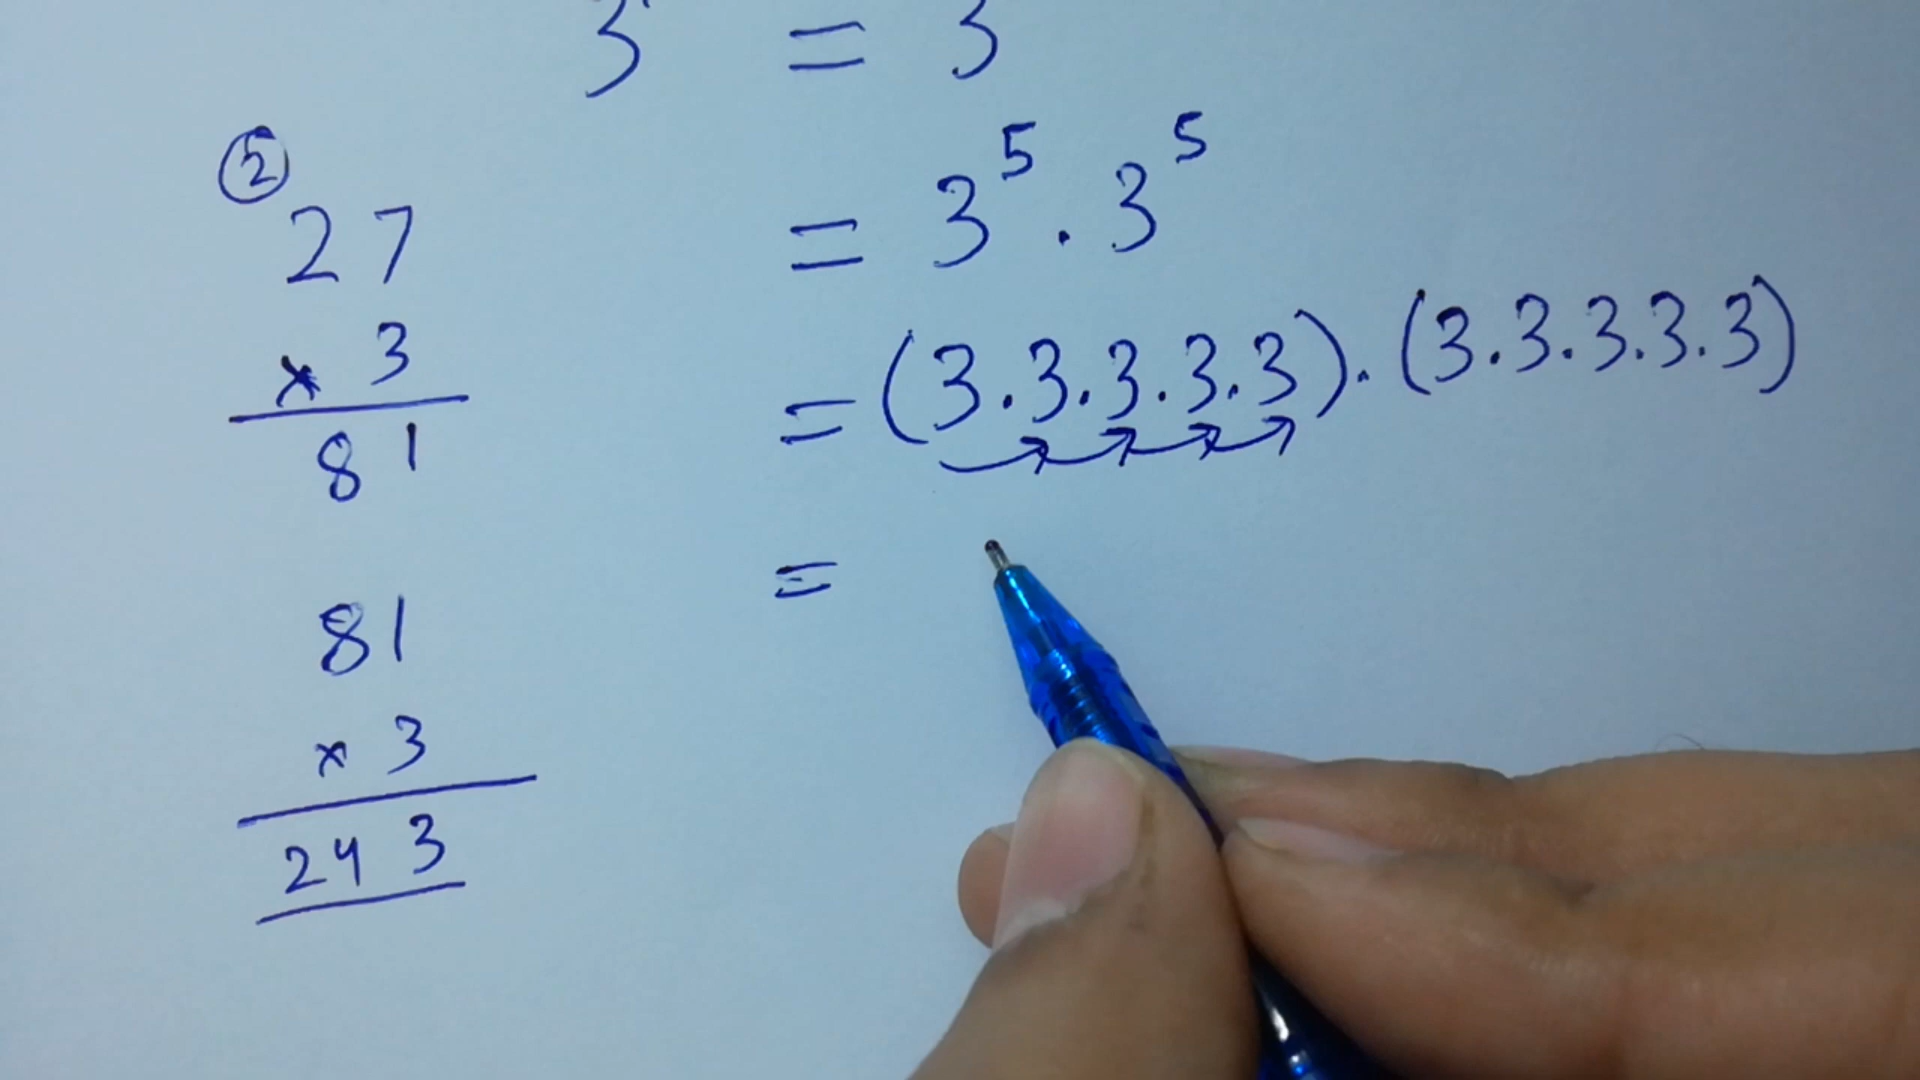 3 = 3
= 3⁵ . 3⁵
= (3.3.3.3.3) . (3.3.3.3.3)
=
②
27
× 3
81
81
× 3
243